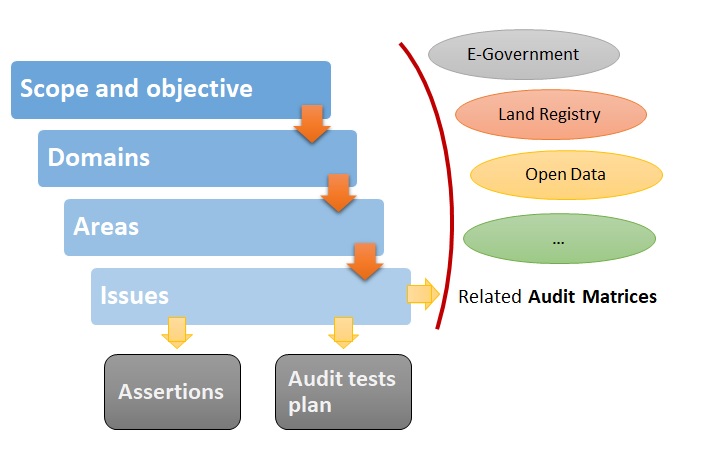 Scope and objective
Domains
Areas
Issues
Assertions
Audit tests
plan
E-Government
Land Registry
Open Data
...
Related Audit Matrices